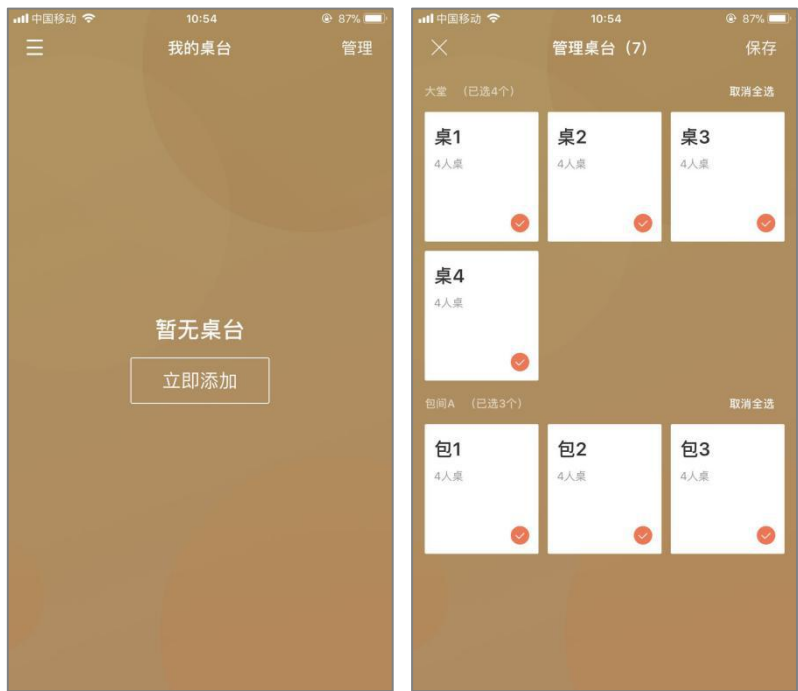 中国移动 10:54 87%
我的桌台 管理
暂无桌台
立即添加
中国移动 10:54 87%
管理桌台（7） 保存
大堂 （已选4个） 取消全选
桌1 桌2 桌3
4人桌 4人桌 4人桌
桌4
4人桌
包间A （已选3个） 取消全选
包1 包2 包3
4人桌 4人桌 4人桌